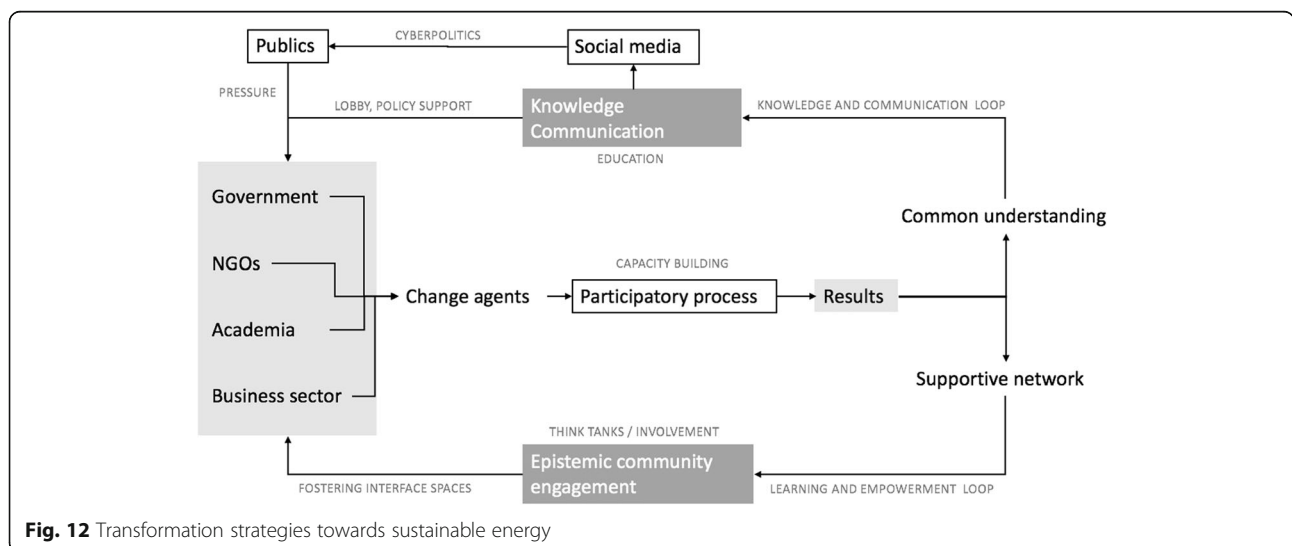 Publics
CYBERPOLITICS
Social media
PRESSURE
LOBBY, POLICY SUPPORT
Knowledge
Communication
KNOWLEDGE AND COMMUNICATION LOOP
EDUCATION
Government
NGOs
Academia
Business sector
Change agents
CAPACITY BUILDING
Participatory process
Results
Common understanding
Supportive network
THINK TANKS / INVOLVEMENT
Epistemic community
engagement
FOSTERING INTERFACE SPACES
LEARNING AND EMPOWERMENT LOOP
Fig. 12 Transformation strategies towards sustainable energy